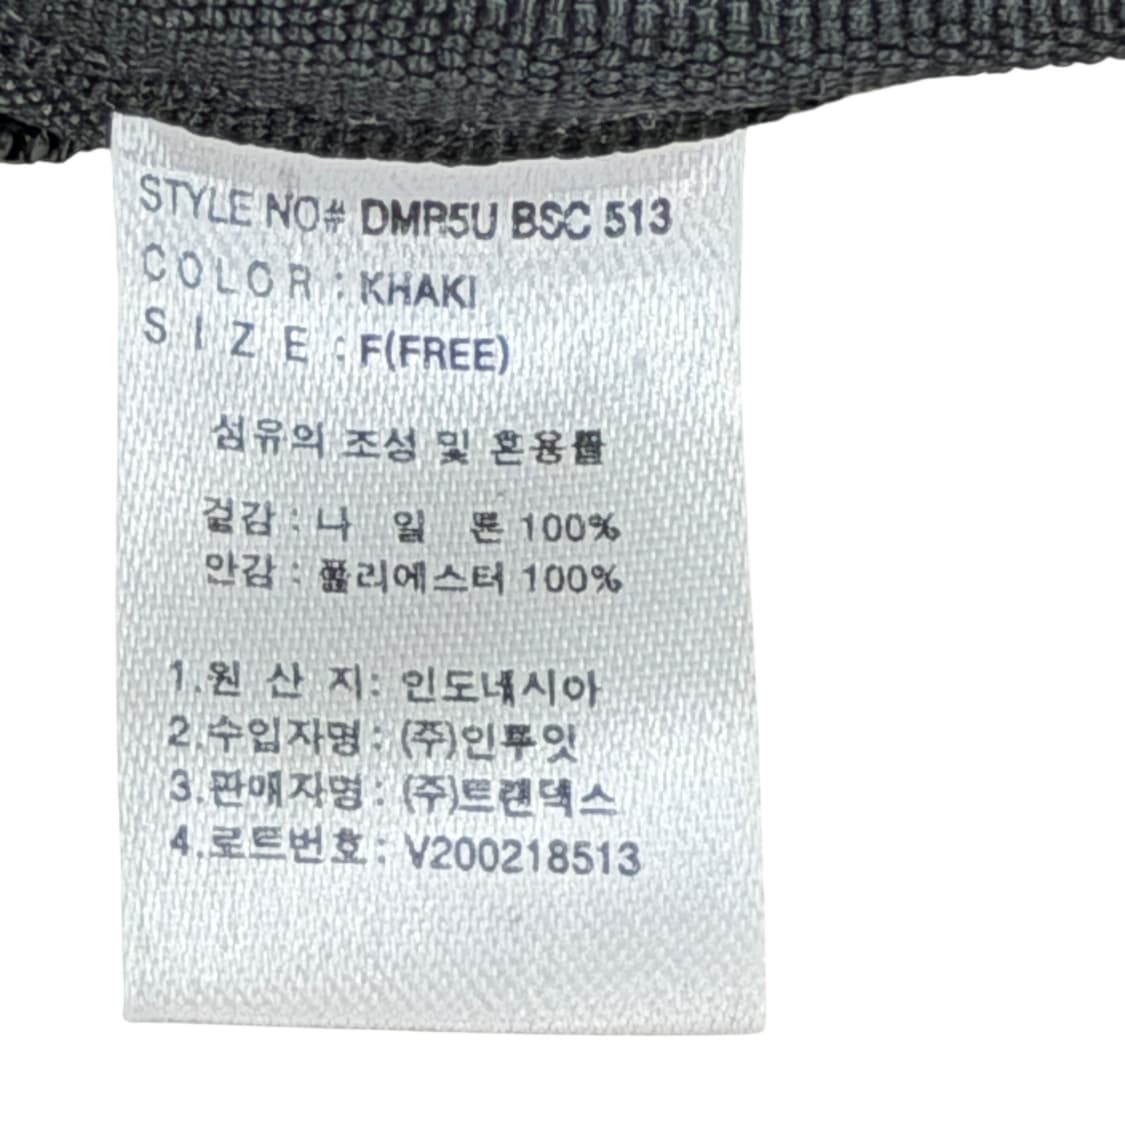 STYLE NO# DMR5U BSC 513
COLOR : KHAKI
SIZE : F(FREE)
섬유의 조성 및 혼용률
겉감 : 나 일 론 100%
안감 : 폴리에스터 100%
1.원 산 지: 인도네시아
2.수입자명: (주)인투잇
3.판매자명: (주)트랜덱스
4.로트번호: V200218513